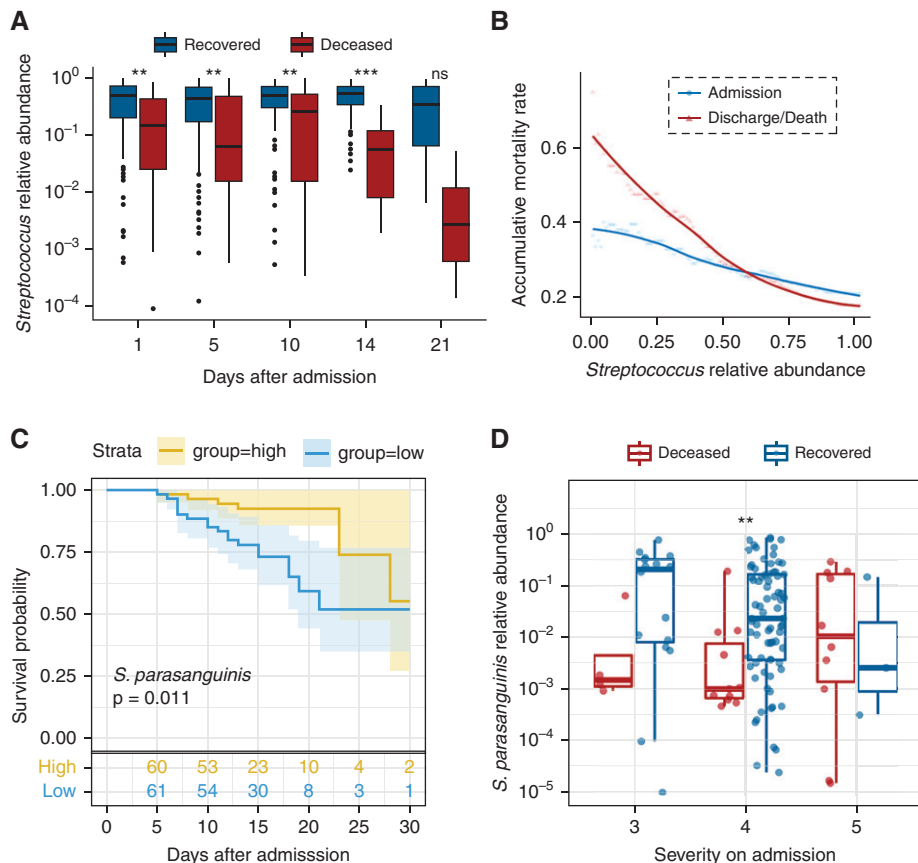 A
Recovered Deceased
** ** ** *** ns
10⁰
10⁻¹
10⁻²
10⁻³
10⁻⁴
Streptococcus relative abundance
1 5 10 14 21
Days after admission
B
Admission
Discharge/Death
0.6
0.4
0.2
Accumulative mortality rate
0.00 0.25 0.50 0.75 1.00
Streptococcus relative abundance
C
Strata group=high group=low
1.00
0.75
0.50
0.25
0.00
Survival probability
S. parasanguinis
p = 0.011
High 60 53 23 10 4 2
Low 61 54 30 8 3 1
0 5 10 15 20 25 30
Days after admisssion
D
Deceased Recovered
**
10⁰
10⁻¹
10⁻²
10⁻³
10⁻⁴
10⁻⁵
S. parasanguinis relative abundance
3 4 5
Severity on admission